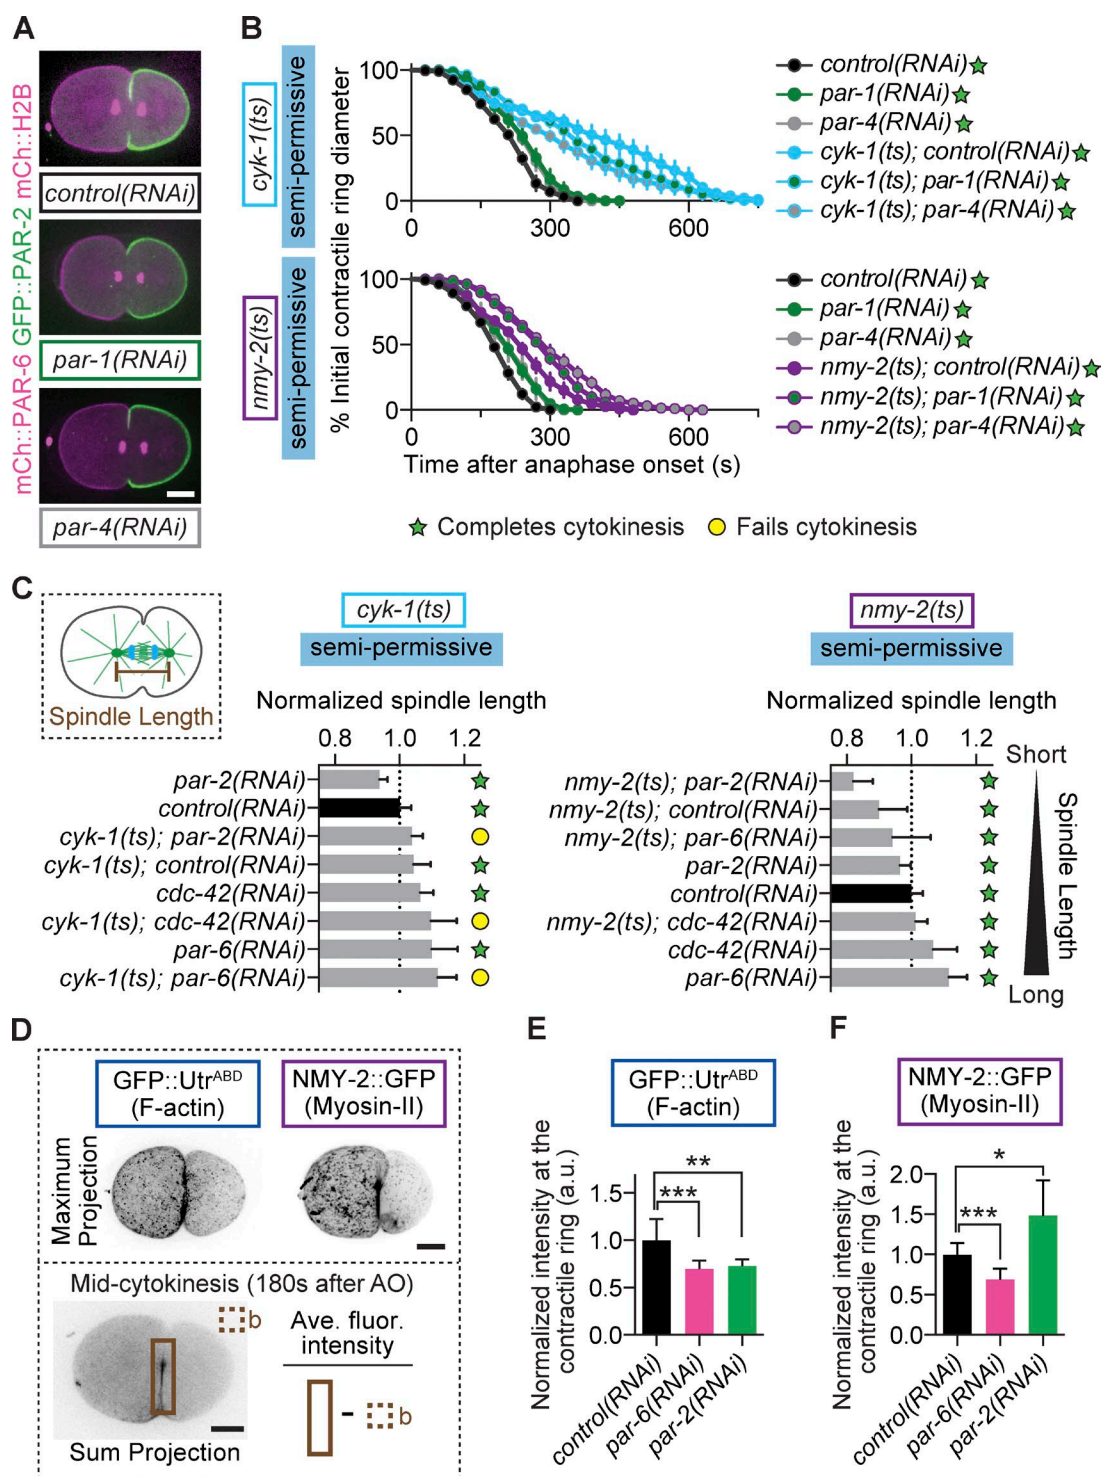 A
mCh::PAR-6 GFP::PAR-2 mCh::H2B
control(RNAi)
par-1(RNAi)
par-4(RNAi)
B
cyk-1(ts)
semi-permissive
nmy-2(ts)
semi-permissive
% Initial contractile ring diameter
100
50
0
0
300
600
control(RNAi)
par-1(RNAi)
par-4(RNAi)
cyk-1(ts); control(RNAi)
cyk-1(ts); par-1(RNAi)
cyk-1(ts); par-4(RNAi)
100
50
0
0
300
600
Time after anaphase onset (s)
control(RNAi)
par-1(RNAi)
par-4(RNAi)
nmy-2(ts); control(RNAi)
nmy-2(ts); par-1(RNAi)
nmy-2(ts); par-4(RNAi)
Completes cytokinesis
Fails cytokinesis
C
Spindle Length
cyk-1(ts)
semi-permissive
Normalized spindle length
0.8 1.0 1.2
par-2(RNAi)
control(RNAi)
cyk-1(ts); par-2(RNAi)
cyk-1(ts); control(RNAi)
cdc-42(RNAi)
cyk-1(ts); cdc-42(RNAi)
par-6(RNAi)
cyk-1(ts); par-6(RNAi)
nmy-2(ts)
semi-permissive
Normalized spindle length
0.8 1.0 1.2
nmy-2(ts); par-2(RNAi)
nmy-2(ts); control(RNAi)
nmy-2(ts); par-6(RNAi)
par-2(RNAi)
control(RNAi)
nmy-2(ts); cdc-42(RNAi)
cdc-42(RNAi)
par-6(RNAi)
Short
Spindle Length
Long
D
GFP::UtrABD
(F-actin)
NMY-2::GFP
(Myosin-II)
Maximum
Projection
Mid-cytokinesis (180s after AO)
b
Sum Projection
Ave. fluor.
intensity
- b
E
GFP::UtrABD
(F-actin)
Normalized intensity at the
contractile ring (a.u.)
1.5
1.0
0.5
0.0
**
***
control(RNAi)
par-6(RNAi)
par-2(RNAi)
F
NMY-2::GFP
(Myosin-II)
Normalized intensity at the
contractile ring (a.u.)
2.0
1.5
1.0
0.5
0.0
*
***
control(RNAi)
par-6(RNAi)
par-2(RNAi)